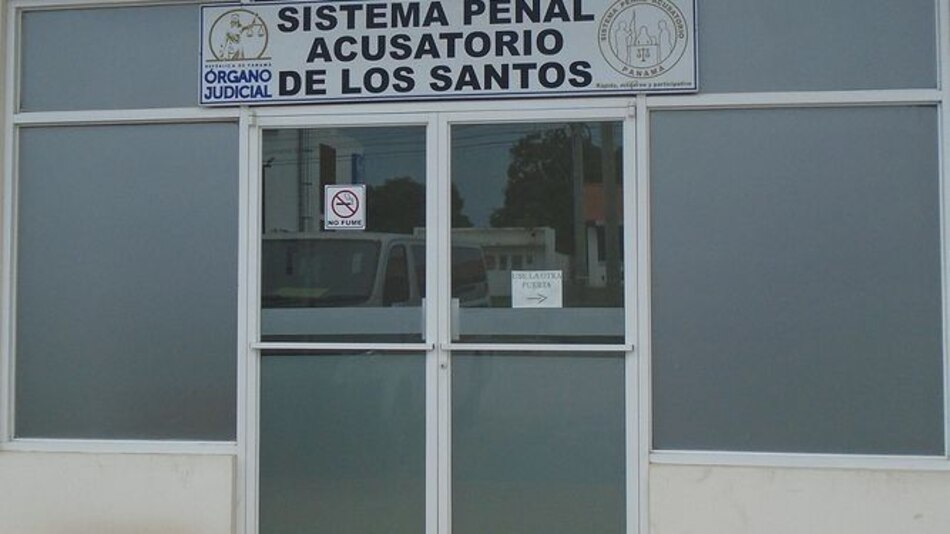 SISTEMA PENAL
ACUSATORIO
DE LOS SANTOS
REPÚBLICA DE PANAMÁ
ÓRGANO
JUDICIAL
SISTEMA PENAL ACUSATORIO
PANAMÁ
NO FUME
USE LA OTRA
PUERTA